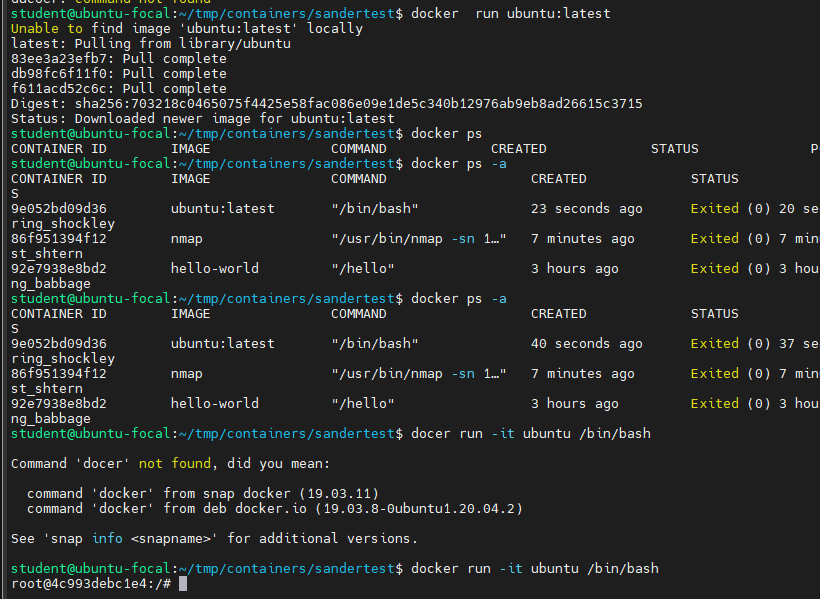 student@ubuntu-focal:~/tmp/containers/sandertest$ docker  run ubuntu:latest
Unable to find image 'ubuntu:latest' locally
latest: Pulling from library/ubuntu
83ee3a23efb7: Pull complete
db98fc6f11f0: Pull complete
f611acd52c6c: Pull complete
Digest: sha256:703218c0465075f4425e58fac086e09e1de5c340b12976ab9eb8ad26615c3715
Status: Downloaded newer image for ubuntu:latest
student@ubuntu-focal:~/tmp/containers/sandertest$ docker ps
CONTAINER ID        IMAGE               COMMAND             CREATED             STATUS              P
student@ubuntu-focal:~/tmp/containers/sandertest$ docker ps -a
CONTAINER ID        IMAGE               COMMAND                  CREATED             STATUS
S
9e052bd09d36        ubuntu:latest       "/bin/bash"              23 seconds ago      Exited (0) 20 se
ring_shockley
86f951394f12        nmap                "/usr/bin/nmap -sn 1…"   7 minutes ago       Exited (0) 7 min
st_shtern
92e7938e8bd2        hello-world         "/hello"                 3 hours ago         Exited (0) 3 hou
ng_babbage
student@ubuntu-focal:~/tmp/containers/sandertest$ docker ps -a
CONTAINER ID        IMAGE               COMMAND                  CREATED             STATUS
S
9e052bd09d36        ubuntu:latest       "/bin/bash"              40 seconds ago      Exited (0) 37 se
ring_shockley
86f951394f12        nmap                "/usr/bin/nmap -sn 1…"   7 minutes ago       Exited (0) 7 min
st_shtern
92e7938e8bd2        hello-world         "/hello"                 3 hours ago         Exited (0) 3 hou
ng_babbage
student@ubuntu-focal:~/tmp/containers/sandertest$ docer run -it ubuntu /bin/bash

Command 'docer' not found, did you mean:

  command 'docker' from snap docker (19.03.11)
  command 'docker' from deb docker.io (19.03.8-0ubuntu1.20.04.2)

See 'snap info <snapname>' for additional versions.

student@ubuntu-focal:~/tmp/containers/sandertest$ docker run -it ubuntu /bin/bash
root@4c993debc1e4:/#